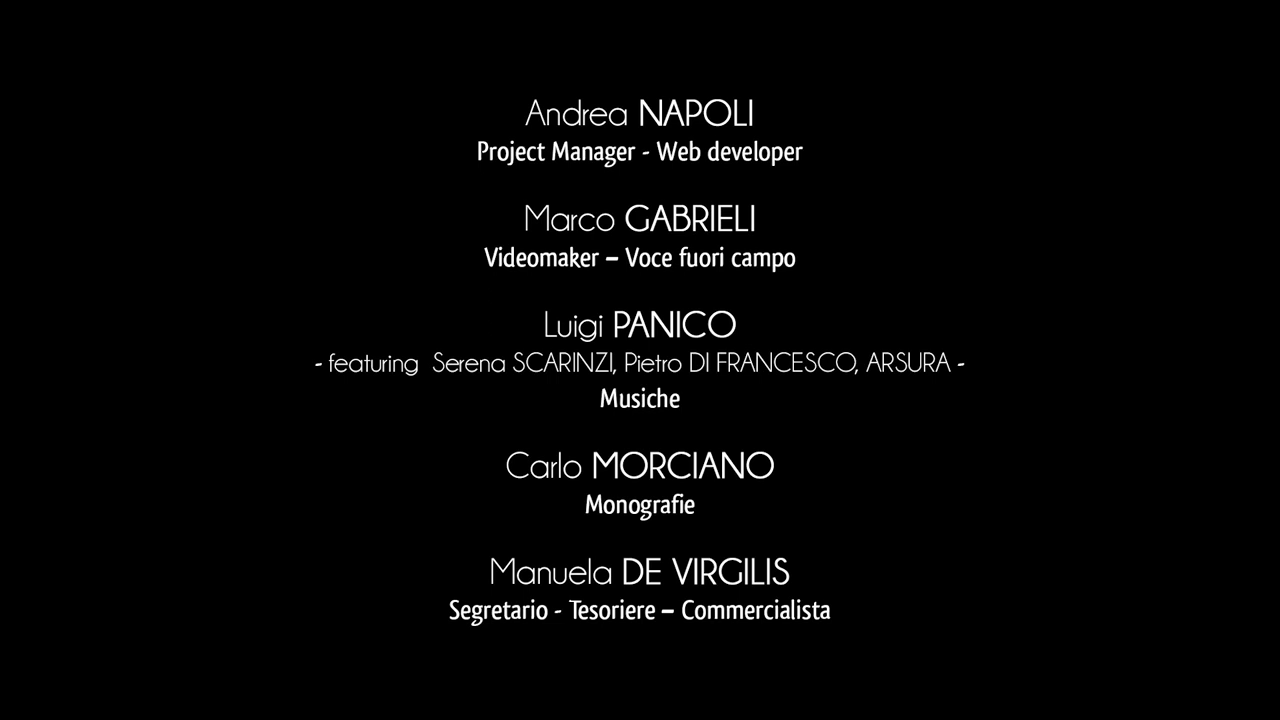 Andrea NAPOLI
Project Manager - Web developer
Marco GABRIELI
Videomaker – Voce fuori campo
Luigi PANICO
- featuring  Serena SCARINZI, Pietro DI FRANCESCO, ARSURA -
Musiche
Carlo MORCIANO
Monografie
Manuela DE VIRGILIS
Segretario - Tesoriere – Commercialista